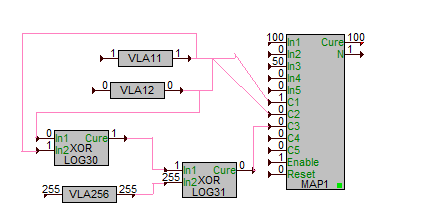 100 In1 Cure 100
0 In2 N 1
50 In3
0 In4
0 In5
1 C1
0 C2
0 C3
0 C4
0 C5
1 Enable
0 Reset
MAP1
1 VLA11 1
0 VLA12 0
0 In1 Cure 1
1 In2 XOR
LOG30
1 In1 Cure 0
255 In2 XOR
LOG31
255 VLA256 255